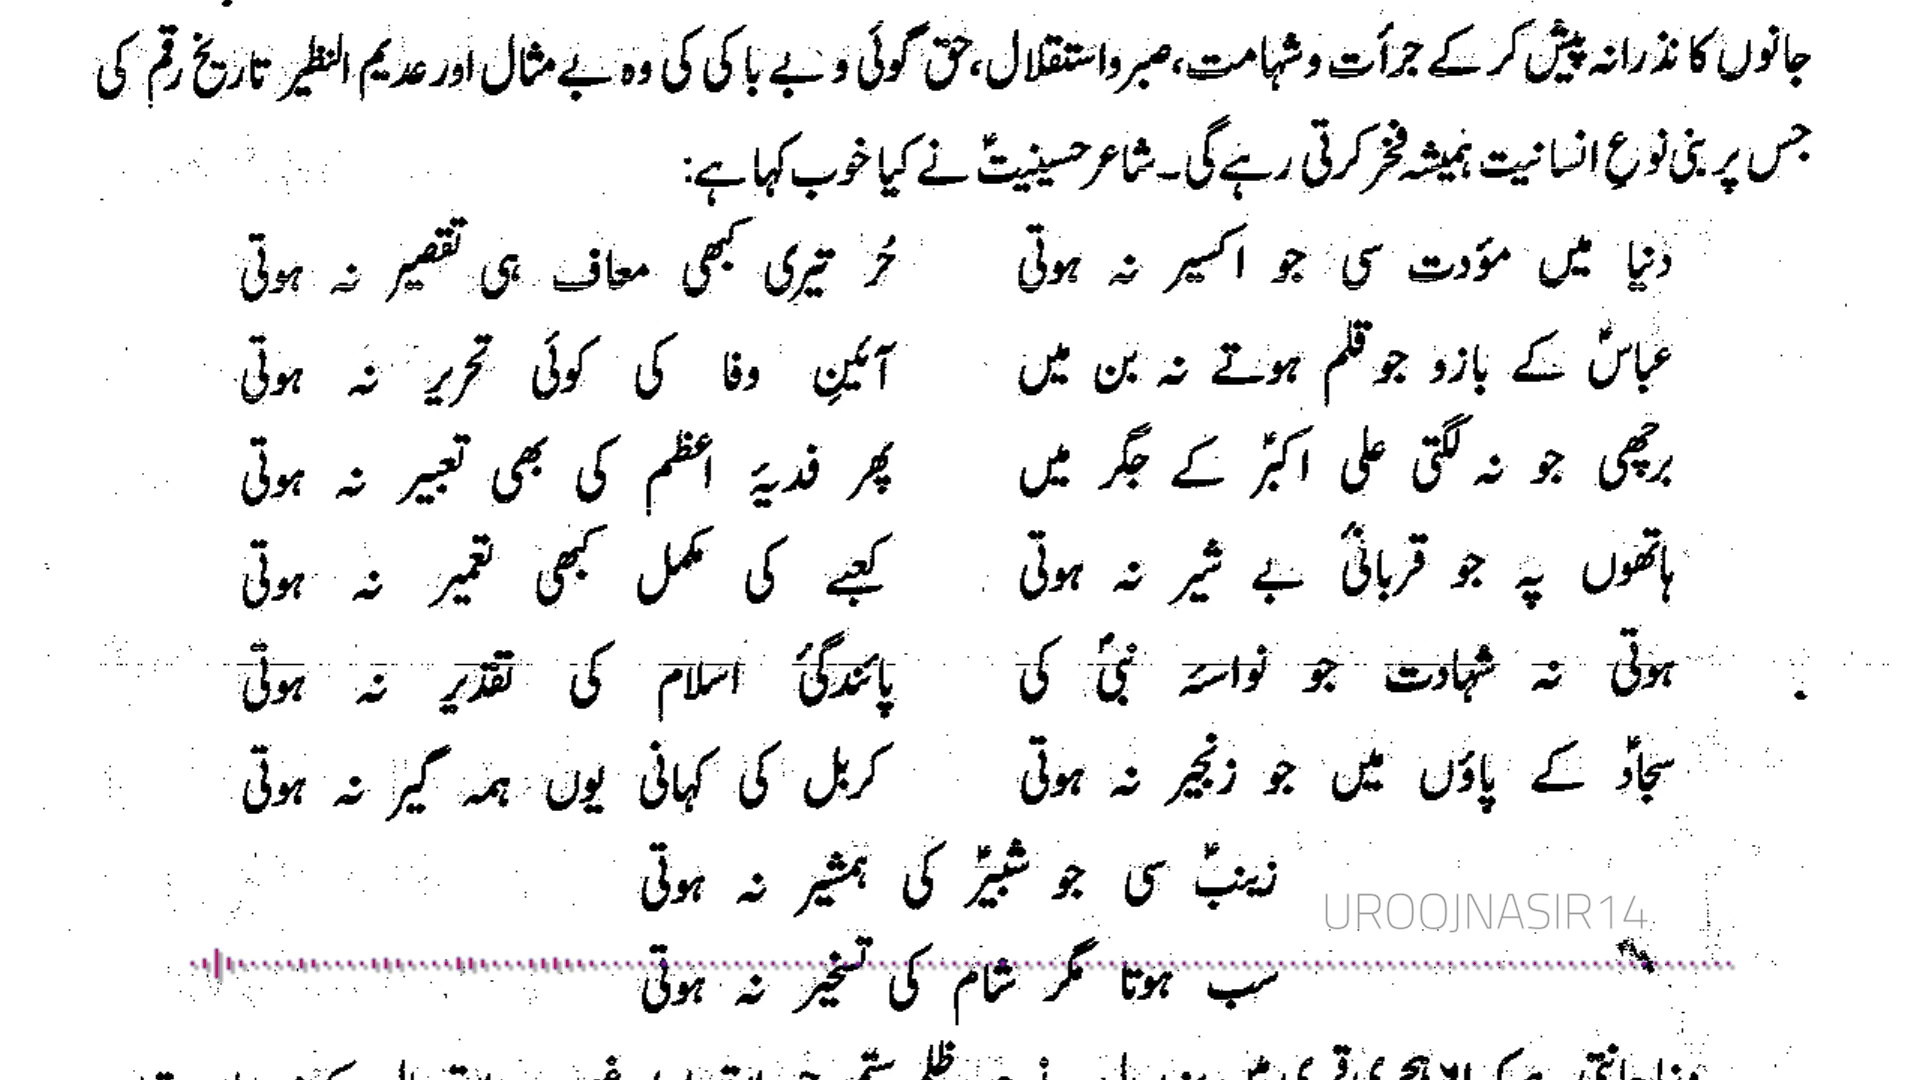 جانوں کا نذرانہ پیش کر کے جرأت و شہامت، صبر و استقلال، حق گوئی و بے باکی کی وہ بے مثال اور عدیم النظیر تاریخ رقم کی
جس پر بنی نوعِ انسانیت ہمیشہ فخر کرتی رہے گی۔ شاعر حسینیتؑ نے کیا خوب کہا ہے:
دنیا میں مؤدت سی جو اکسیر نہ ہوتی حُر تیری کبھی معاف ہی تقصیر نہ ہوتی
عباسؑ کے بازو جو قلم ہوتے نہ بن میں آئینِ وفا کی کوئی تحریر نہ ہوتی
برچھی جو نہ لگتی علی اکبرؑ کے جگر میں پھر فدیۂ اعظم کی بھی تعبیر نہ ہوتی
ہاتھوں پہ جو قربانیٔ بے شیر نہ ہوتی کعبے کی مکمل کبھی تعمیر نہ ہوتی
ہوتی نہ شہادت جو نواسۂ نبیؐ کی پائندگیٔ اسلام کی تقدیر نہ ہوتی
سجادؑ کے پاؤں میں جو زنجیر نہ ہوتی کربل کی کہانی یوں ہمہ گیر نہ ہوتی
زینبؑ سی جو شبیرؑ کی ہمشیر نہ ہوتی
UROOJNASIR14
سب ہوتا مگر شام کی تسخیر نہ ہوتی